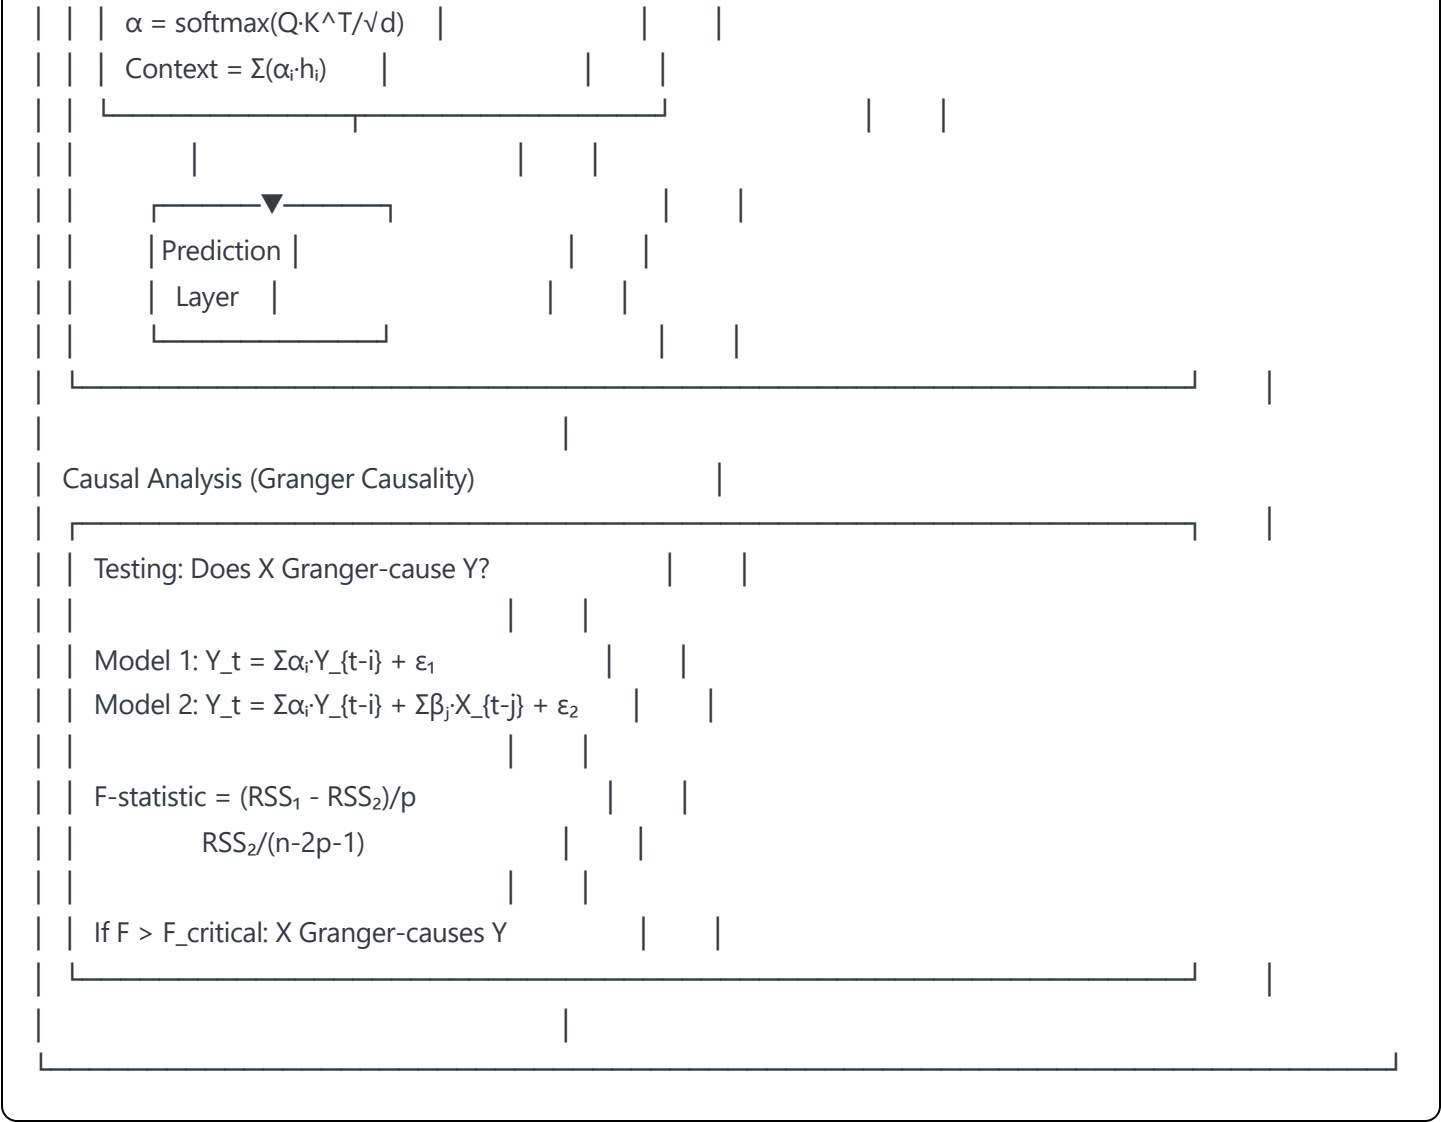 α = softmax(Q·K^T/√d)
Context = Σ(αᵢ·hᵢ)
Prediction
Layer
Causal Analysis (Granger Causality)
Testing: Does X Granger-cause Y?
Model 1: Y_t = Σαᵢ·Y_{t-i} + ε₁
Model 2: Y_t = Σαᵢ·Y_{t-i} + Σβⱼ·X_{t-j} + ε₂
F-statistic = (RSS₁ - RSS₂)/p
RSS₂/(n-2p-1)
If F > F_critical: X Granger-causes Y